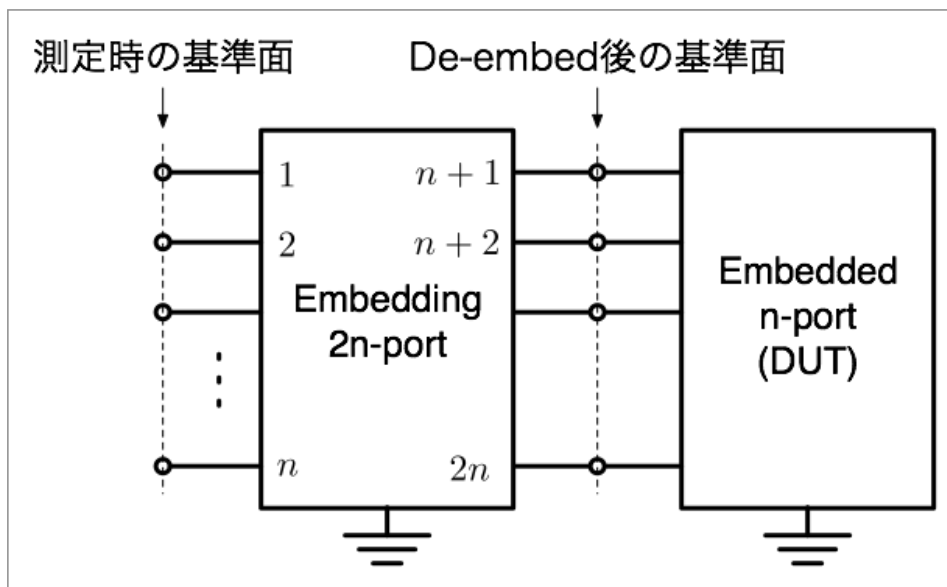 測定時の基準面
De-embed後の基準面
1
n + 1
2
n + 2
Embedding
2n-port
Embedded
n-port
(DUT)
n
2n